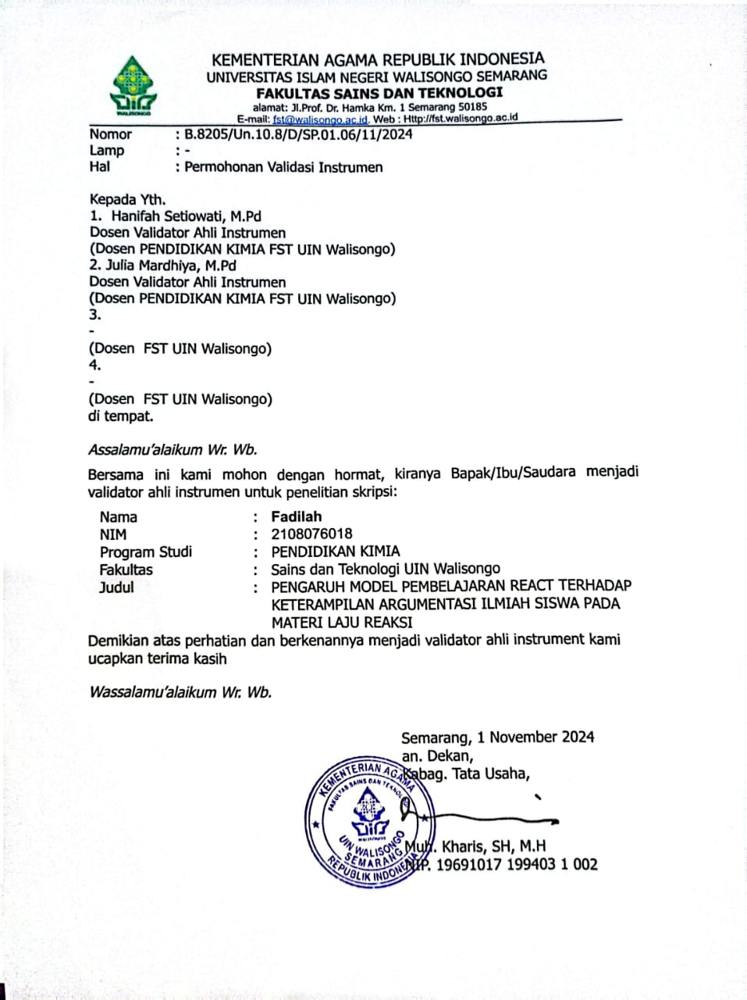 WALISONGO
KEMENTERIAN AGAMA REPUBLIK INDONESIA
UNIVERSITAS ISLAM NEGERI WALISONGO SEMARANG
FAKULTAS SAINS DAN TEKNOLOGI
alamat: Jl.Prof. Dr. Hamka Km. 1 Semarang 50185
E-mail: fst@walisongo.ac.id. Web : Http://fst.walisongo.ac.id
Nomor : B.8205/Un.10.8/D/SP.01.06/11/2024
Lamp : -
Hal : Permohonan Validasi Instrumen
Kepada Yth.
1. Hanifah Setiowati, M.Pd
Dosen Validator Ahli Instrumen
(Dosen PENDIDIKAN KIMIA FST UIN Walisongo)
2. Julia Mardhiya, M.Pd
Dosen Validator Ahli Instrumen
(Dosen PENDIDIKAN KIMIA FST UIN Walisongo)
3.
-
(Dosen FST UIN Walisongo)
4.
-
(Dosen FST UIN Walisongo)
di tempat.
Assalamu'alaikum Wr. Wb.
Bersama ini kami mohon dengan hormat, kiranya Bapak/Ibu/Saudara menjadi
validator ahli instrumen untuk penelitian skripsi:
Nama : Fadilah
NIM : 2108076018
Program Studi : PENDIDIKAN KIMIA
Fakultas : Sains dan Teknologi UIN Walisongo
Judul : PENGARUH MODEL PEMBELAJARAN REACT TERHADAP
KETERAMPILAN ARGUMENTASI ILMIAH SISWA PADA
MATERI LAJU REAKSI
Demikian atas perhatian dan berkenannya menjadi validator ahli instrument kami
ucapkan terima kasih
Wassalamu'alaikum Wr. Wb.
Semarang, 1 November 2024
an. Dekan,
Kabag. Tata Usaha,
KEMENTERIAN AGAMA
FAKULTAS SAINS DAN TEKNOLOGI
UIN WALISONGO
SEMARANG
REPUBLIK INDONESIA
Muh. Kharis, SH, M.H
NIP. 19691017 199403 1 002